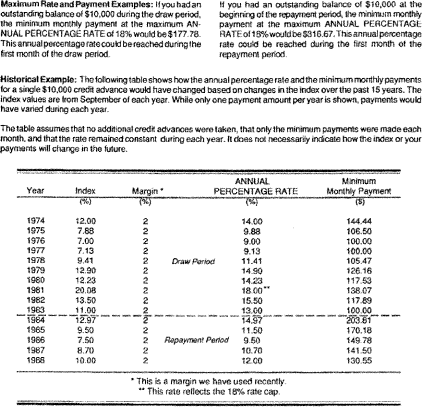 Maximum Rate and Payment Examples: If you had an
outstanding balance of $10,000 during the draw period,
the minimum monthly payment at the maximum AN-
NUAL PERCENTAGE RATE of 18% would be $177.78.
This annual percentage rate could be reached during the
first month of the draw period.
If you had an outstanding balance of $10,000 at the
beginning of the repayment period, the minimum monthly
payment at the maximum ANNUAL PERCENTAGE
RATE of 18% would be $316.67. This annual percentage
rate could be reached during the first month of the
repayment period.
Historical Example: The following table shows how the annual percentage rate and the minimum monthly payments
for a single $10,000 credit advance would have changed based on changes in the index over the past 15 years. The
index values are from September of each year. While only one payment amount per year is shown, payments would
have varied during each year.
The table assumes that no additional credit advances were taken, that only the minimum payments were made each
month, and that the rate remained constant during each year. It does not necessarily indicate how the index or your
payments will change in the future.
ANNUAL Minimum
Year Index Margin * PERCENTAGE RATE Monthly Payment
(%) (%) (%) ($)
1974 12.00 2 14.00 144.44
1975 7.88 2 9.88 106.50
1976 7.00 2 9.00 100.00
1977 7.13 2 9.13 100.00
1978 9.41 2 Draw Period 11.41 105.47
1979 12.90 2 14.90 126.16
1980 12.23 2 14.23 117.53
1981 20.08 2 18.00** 138.07
1982 13.50 2 15.50 117.89
1983 11.00 2 13.00 100.00
1984 12.97 2 14.97 203.81
1985 9.50 2 11.50 170.18
1986 7.50 2 Repayment Period 9.50 149.78
1987 8.70 2 10.70 141.50
1988 10.00 2 12.00 130.55
* This is a margin we have used recently.
** This rate reflects the 18% rate cap.